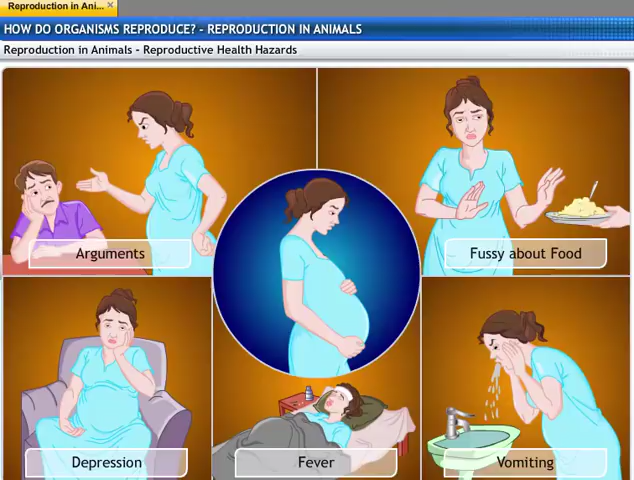 Reproduction in Ani...
HOW DO ORGANISMS REPRODUCE? - REPRODUCTION IN ANIMALS
Reproduction in Animals - Reproductive Health Hazards
Arguments
Fussy about Food
Depression
Fever
Vomiting